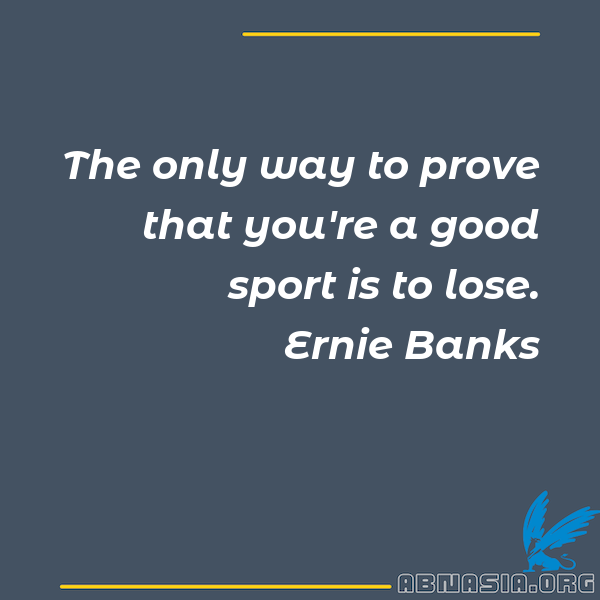 The only way to prove
that you're a good
sport is to lose.
Ernie Banks
ABNASIA.ORG